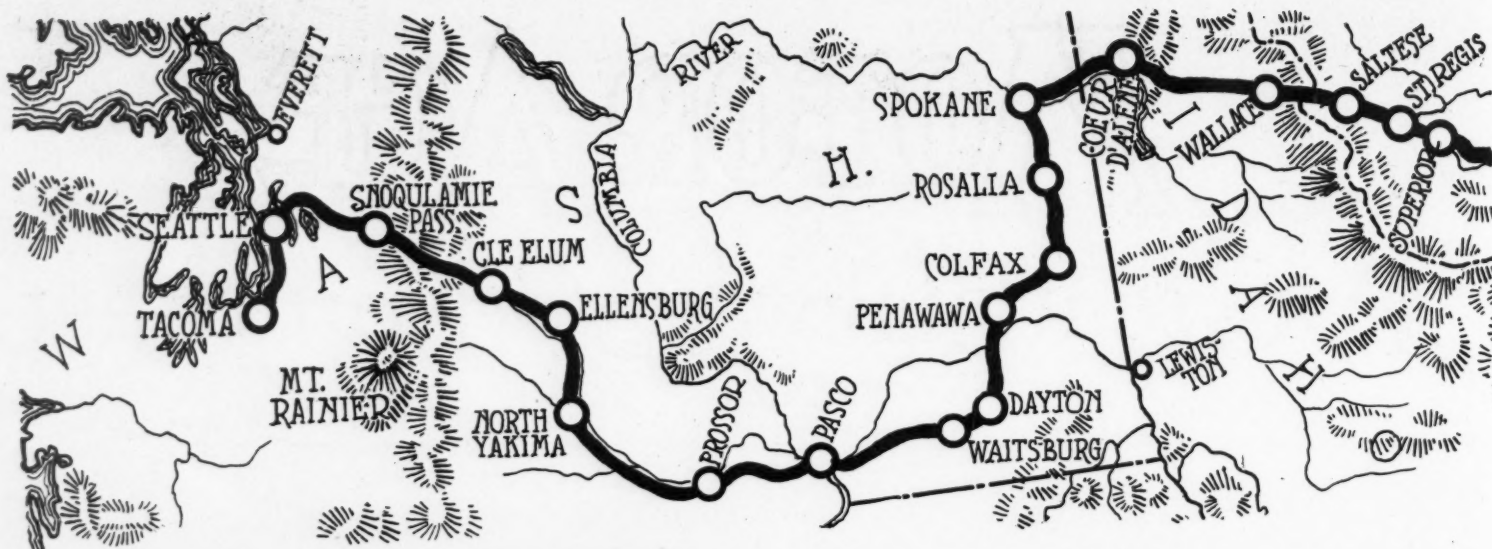 EVERETT
SEATTLE
TACOMA
SNOQULAMIE
PASS.
CLE ELUM
ELLENSBURG
MT.
RAINIER
NORTH
YAKIMA
PROSSOR
PASCO
WAITSBURG
DAYTON
PENAWAWA
COLFAX
ROSALIA
SPOKANE
COEUR
D'ALENE
WALLACE
SALTESE
ST. REGIS
SUPERIOR
LEWIS-
TON
COLUMBIA
RIVER
W
A
S
H.
I
D
A
H